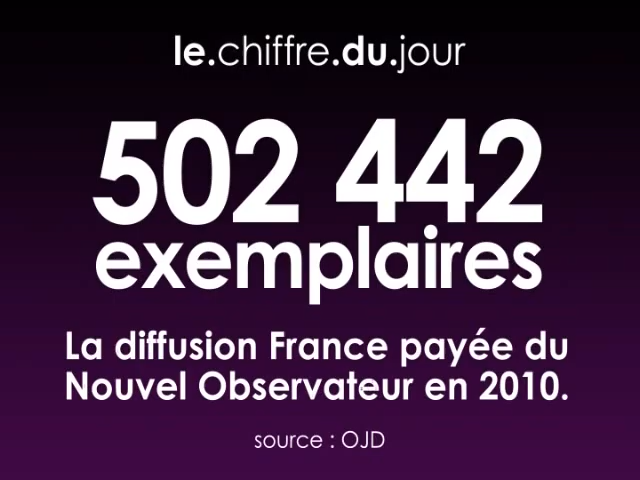 le.chiffre.du.jour
502 442
exemplaires
La diffusion France payée du
Nouvel Observateur en 2010.
source : OJD